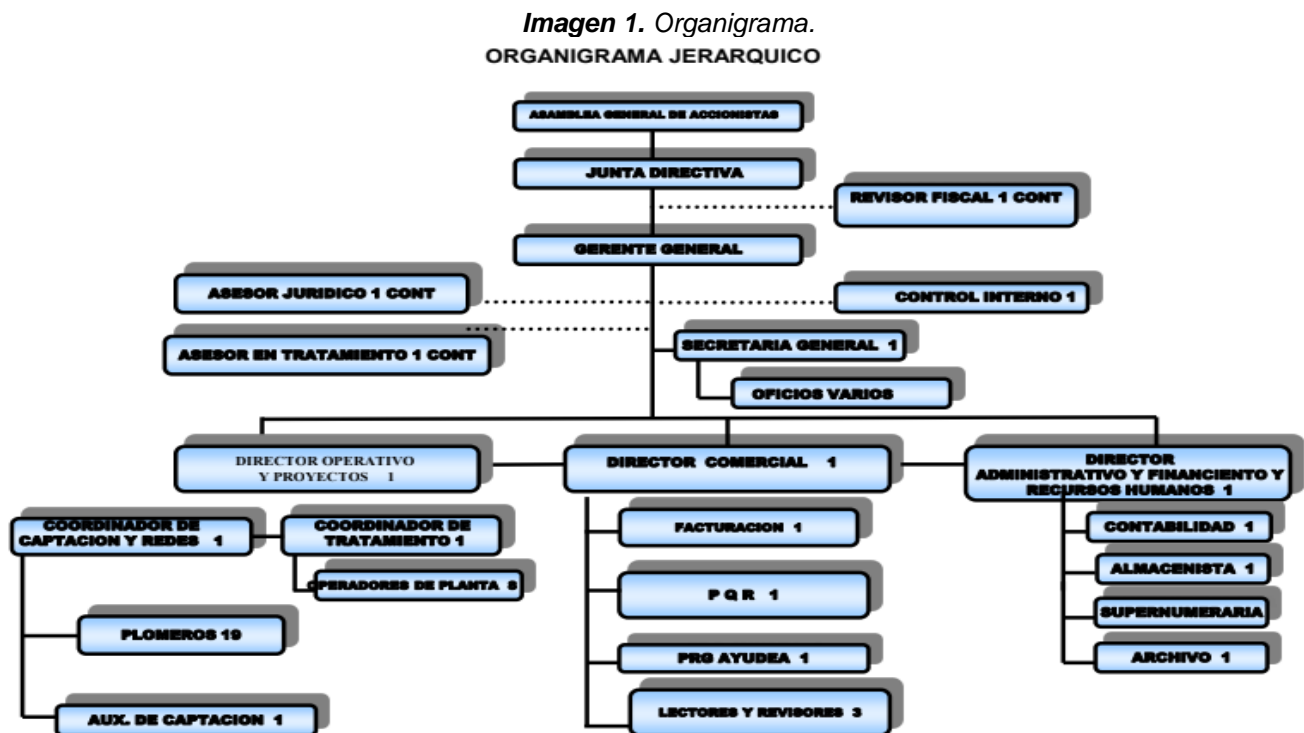 Imagen 1. Organigrama.
ORGANIGRAMA JERARQUICO
ASAMBLEA GENERAL DE ACCIONISTAS
JUNTA DIRECTIVA
REVISOR FISCAL 1 CONT
GERENTE GENERAL
ASESOR JURIDICO 1 CONT
CONTROL INTERNO 1
ASESOR EN TRATAMIENTO 1 CONT
SECRETARIA GENERAL 1
OFICIOS VARIOS
DIRECTOR OPERATIVO
Y PROYECTOS 1
DIRECTOR COMERCIAL 1
DIRECTOR
ADMINISTRATIVO Y FINANCIENTO Y
RECURSOS HUMANOS 1
COORDINADOR DE
CAPTACION Y REDES 1
COORDINADOR DE
TRATAMIENTO 1
OPERADORES DE PLANTA 8
PLOMEROS 19
AUX. DE CAPTACION 1
FACTURACION 1
P Q R 1
PRG AYUDEA 1
LECTORES Y REVISORES 3
CONTABILIDAD 1
ALMACENISTA 1
SUPERNUMERARIA
ARCHIVO 1